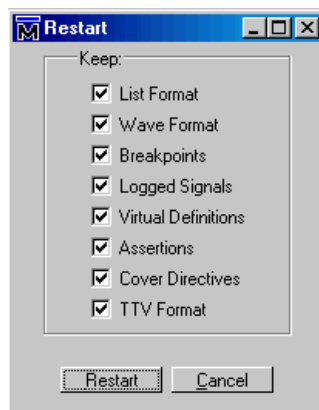 Restart
Keep:
List Format
Wave Format
Breakpoints
Logged Signals
Virtual Definitions
Assertions
Cover Directives
TTV Format
Restart Cancel